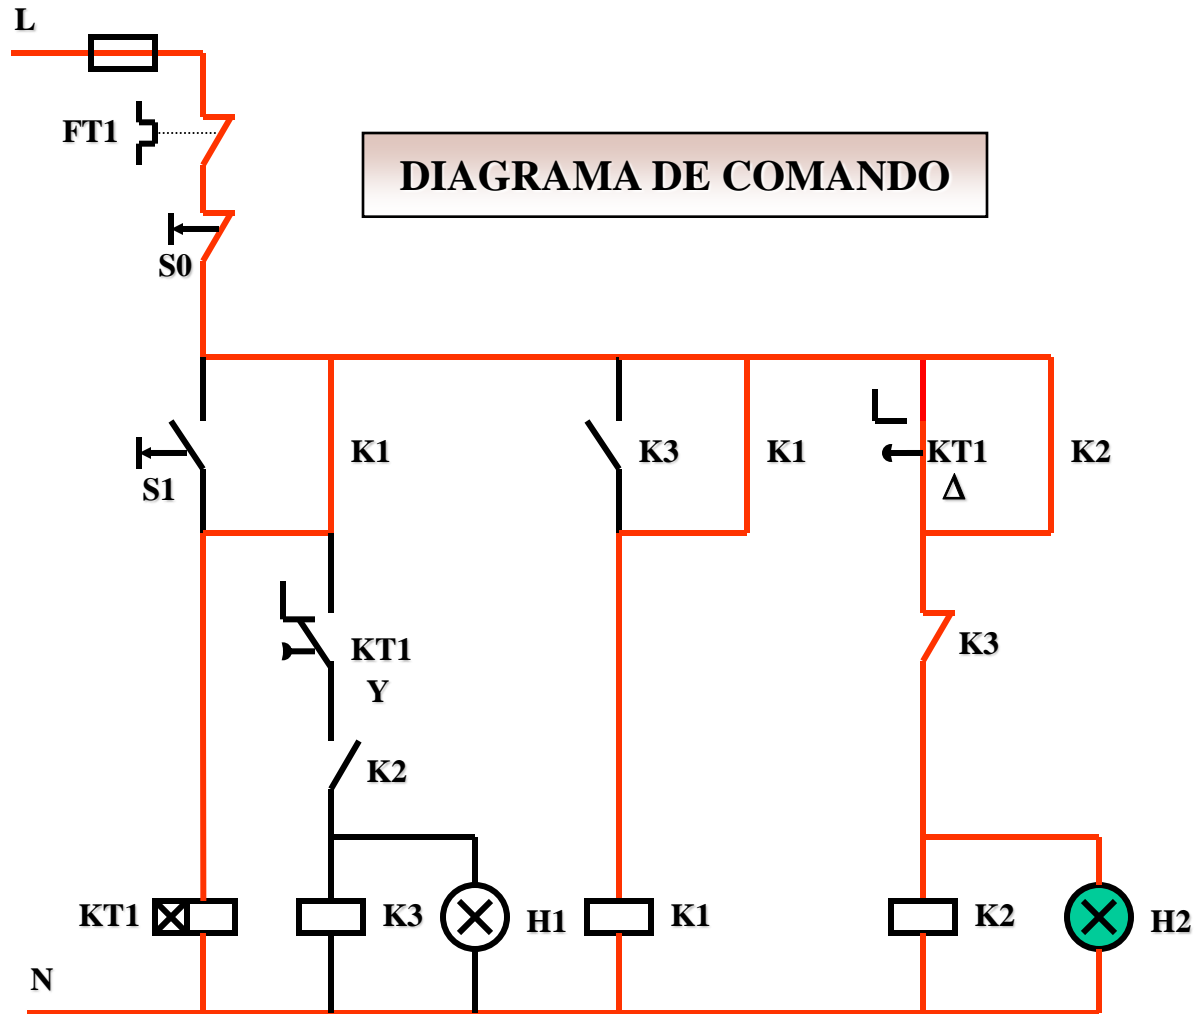 L
FT1
DIAGRAMA DE COMANDO
S0
K1
K3
K1
KT1
K2
S1
Δ
KT1
K3
Y
K2
KT1
K3
H1
K1
K2
H2
N